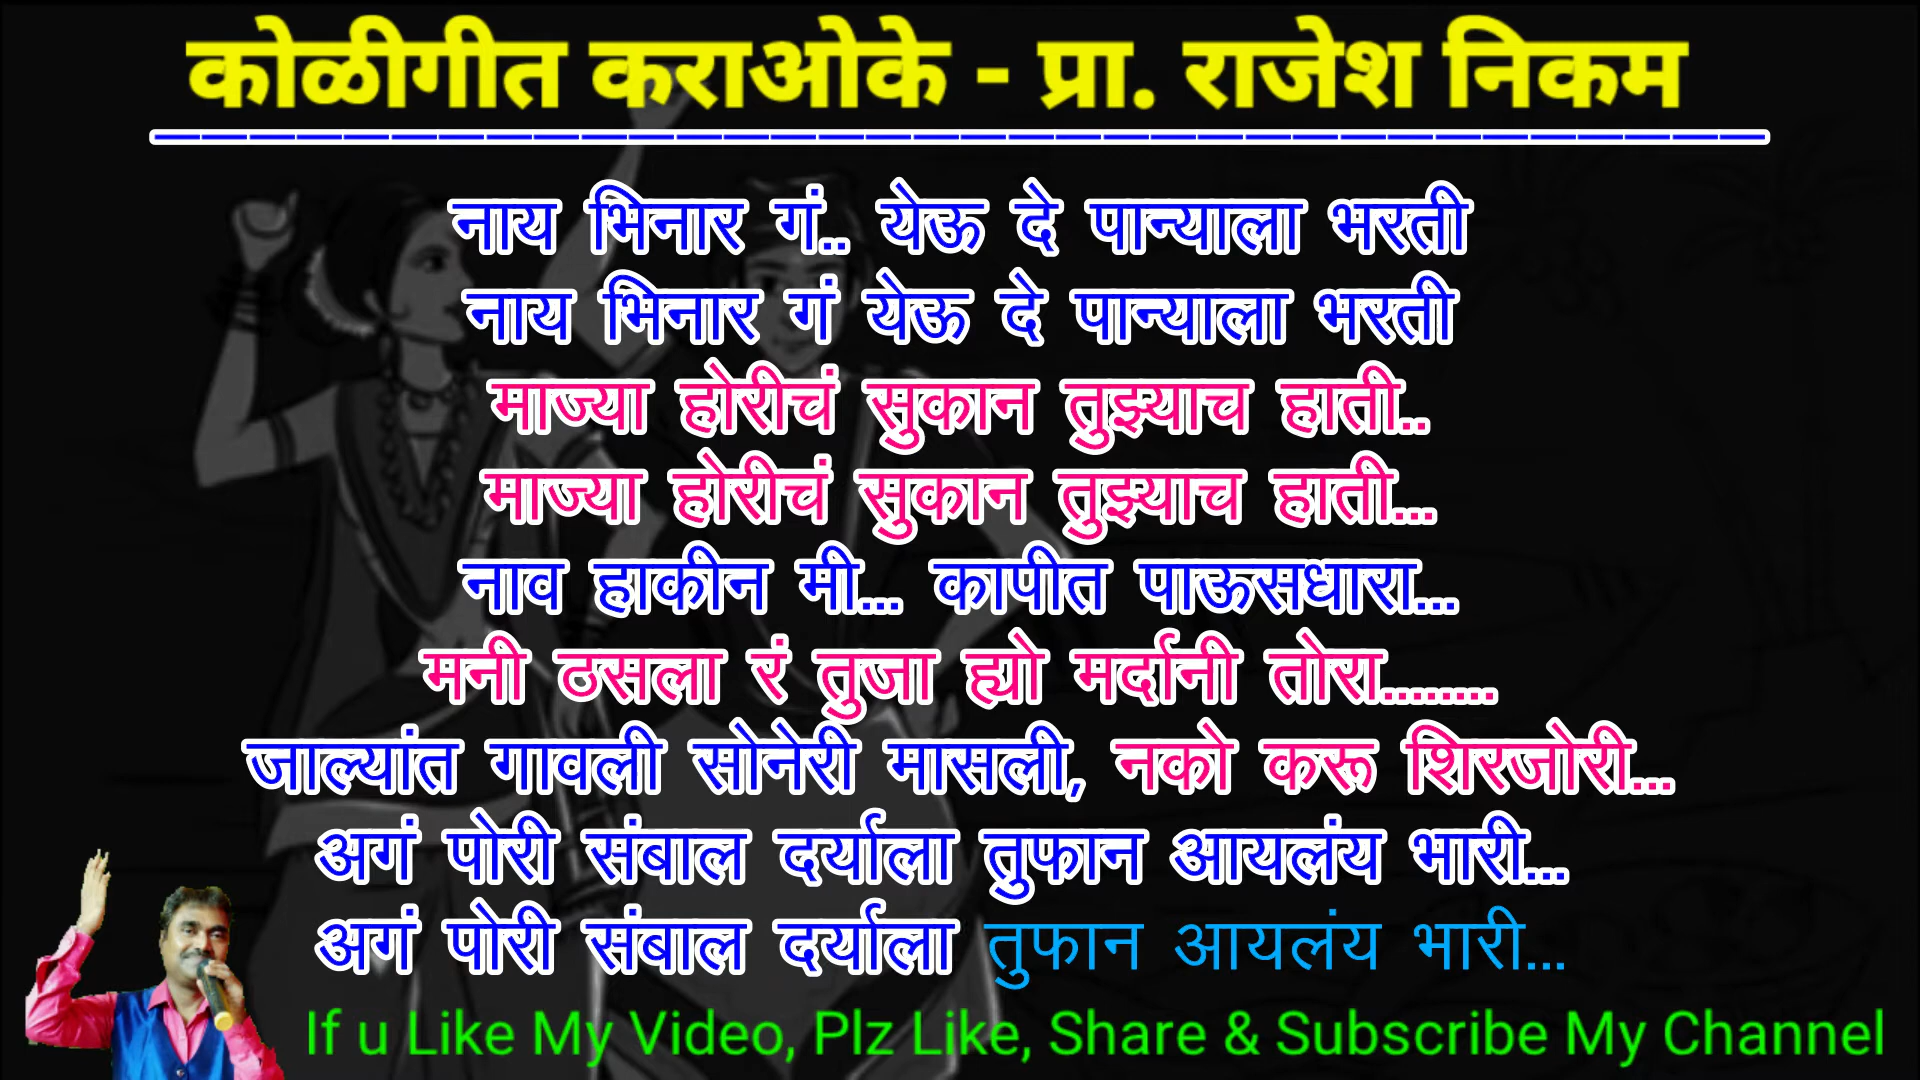 कोळीगीत कराओके - प्रा. राजेश निकम
नाय भिनार गं.. येऊ दे पान्याला भरती
नाय भिनार गं येऊ दे पान्याला भरती
माज्या होरीचं सुकान तुझ्याच हाती..
माज्या होरीचं सुकान तुझ्याच हाती...
नाव हाकीन मी... कापीत पाऊसधारा...
मनी ठसला रं तुजा ह्यो मर्दानी तोरा........
जाल्यांत गावली सोनेरी मासली, नको करू शिरजोरी...
अगं पोरी संबाल दर्याला तुफान आयलंय भारी...
अगं पोरी संबाल दर्याला तुफान आयलंय भारी...
If u Like My Video, Plz Like, Share & Subscribe My Channel